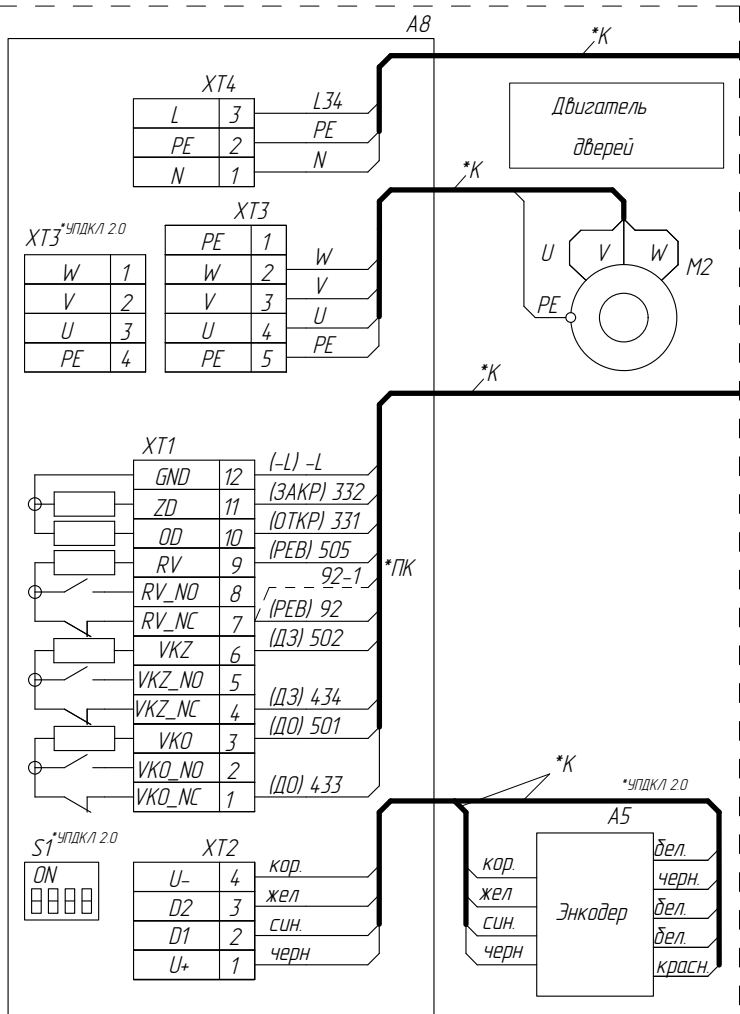 A8
*K
XT4
L 3 L34
PE 2 PE
N 1 N
Двигатель
дверей
*K
XT3*УПДКЛ 2.0
W 1
V 2
U 3
PE 4
XT3
PE 1
W 2 W
V 3 V
U 4 U
PE 5 PE
U V W
M2
PE
*K
XT1
GND 12 (-L) -L
ZD 11 (ЗАКР) 332
OD 10 (ОТКР) 331
RV 9 (РЕВ) 505
*ПК
RV_NO 8 92-1
RV_NC 7 (РЕВ) 92
VKZ 6 (ДЗ) 502
VKZ_NO 5
VKZ_NC 4 (ДЗ) 434
VKO 3 (ДО) 501
VKO_NO 2
VKO_NC 1 (ДО) 433
*K
*УПДКЛ 2.0
S1*УПДКЛ 2.0
ON
XT2
U- 4 кор.
D2 3 жел
D1 2 син.
U+ 1 черн
A5
Энкодер
кор.
жел
син.
черн
бел.
черн.
бел.
бел.
красн.